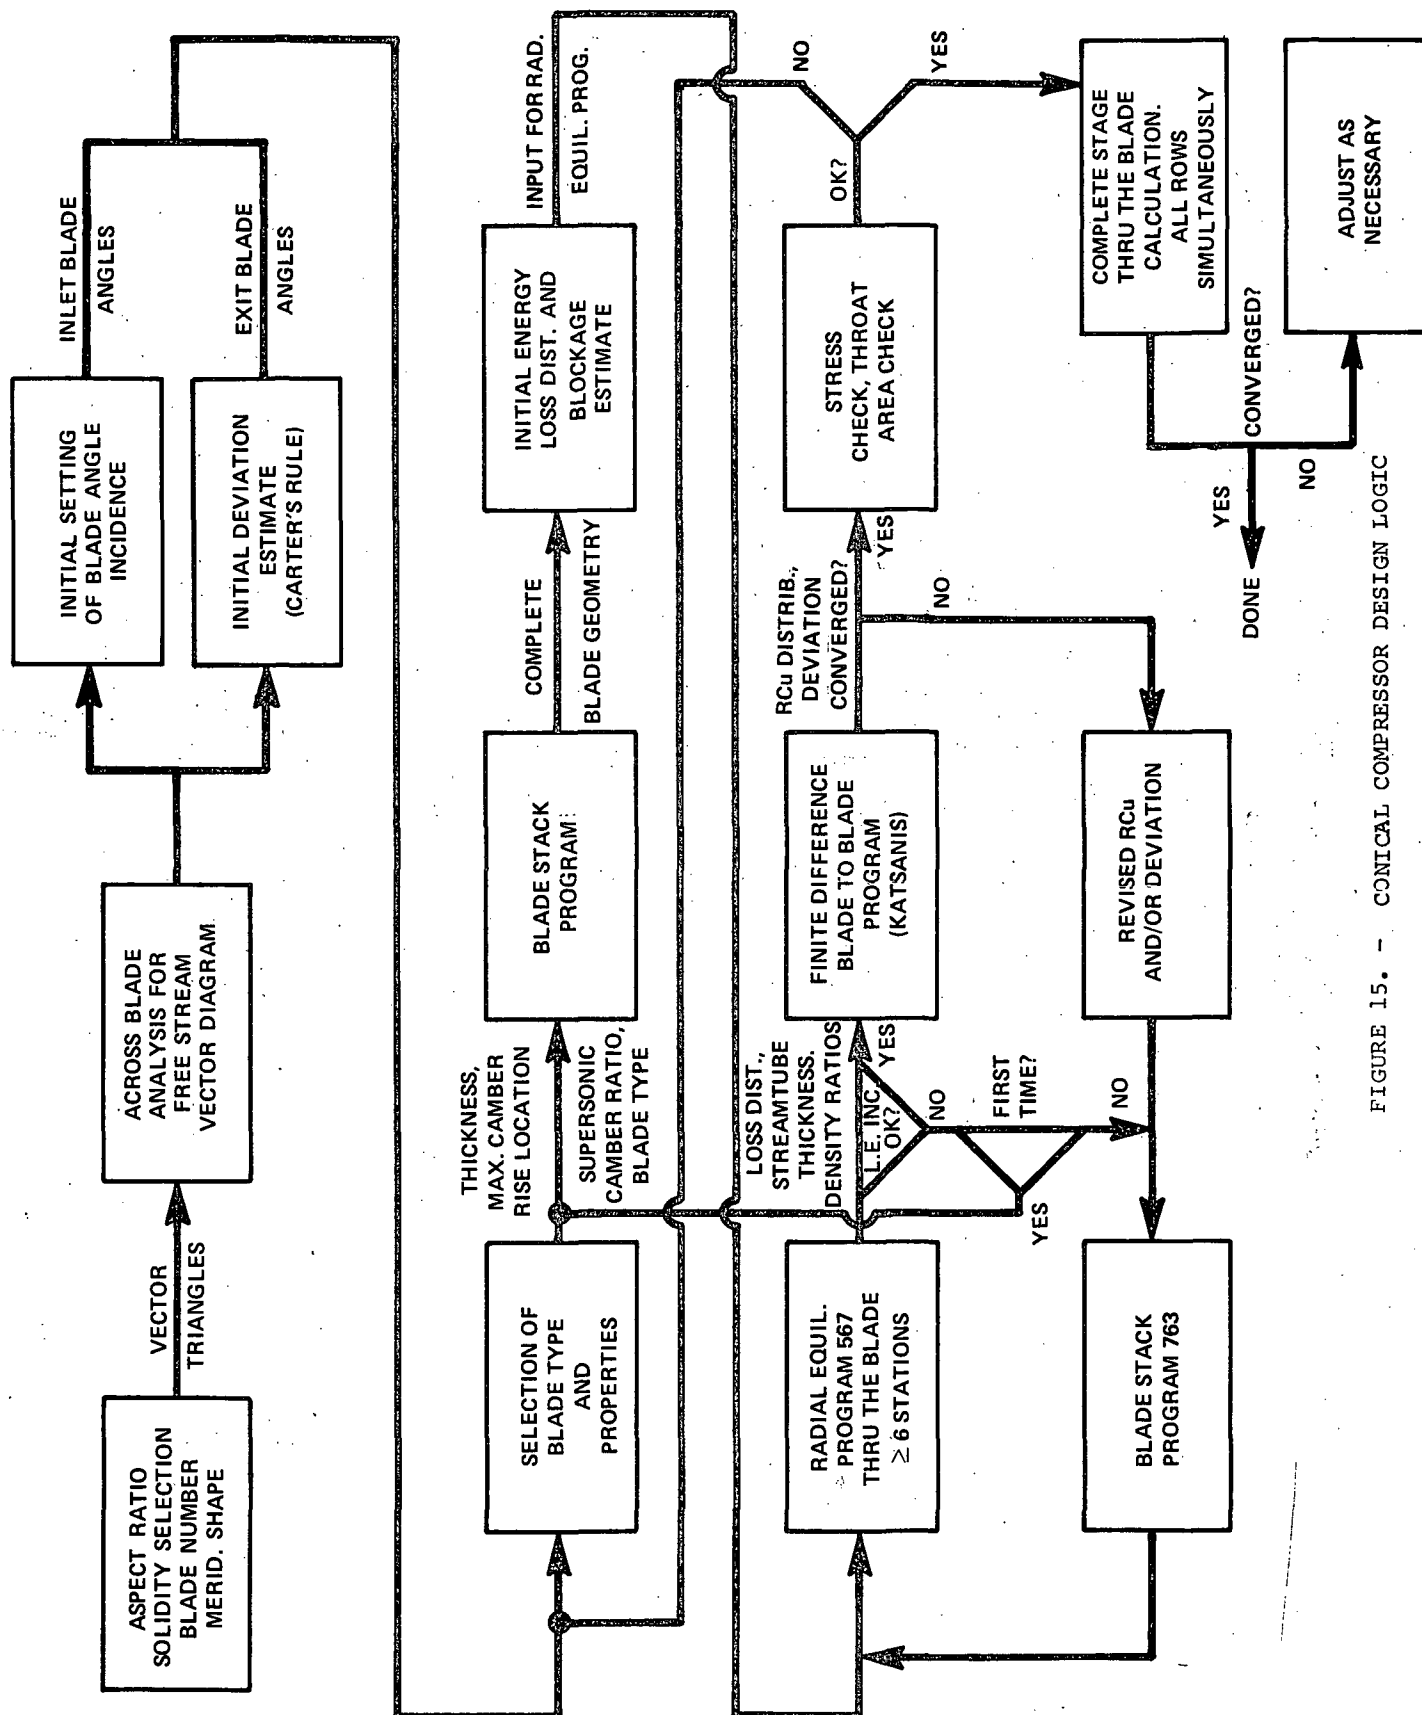 ASPECT RATIO
SOLIDITY SELECTION
BLADE NUMBER
MERID. SHAPE
VECTOR
TRIANGLES
ACROSS BLADE
ANALYSIS FOR
FREE STREAM
VECTOR DIAGRAM
INITIAL SETTING
OF BLADE ANGLE
INCIDENCE
INITIAL DEVIATION
ESTIMATE
(CARTER'S RULE)
INLET BLADE
ANGLES
EXIT BLADE
ANGLES
SELECTION OF
BLADE TYPE
AND
PROPERTIES
THICKNESS,
MAX. CAMBER
RISE LOCATION
SUPERSONIC
CAMBER RATIO,
BLADE TYPE
BLADE STACK
PROGRAM
COMPLETE
BLADE GEOMETRY
INITIAL ENERGY
LOSS DIST. AND
BLOCKAGE
ESTIMATE
INPUT FOR RAD.
EQUIL. PROG.
RADIAL EQUIL.
PROGRAM 567
THRU THE BLADE
≥ 6 STATIONS
LOSS DIST.,
STREAMTUBE
THICKNESS.
DENSITY RATIOS
L.E. INC.
OK?
YES
NO
FIRST
TIME?
YES
NO
FINITE DIFFERENCE
BLADE TO BLADE
PROGRAM
(KATSANIS)
RCu DISTRIB.,
DEVIATION
CONVERGED?
YES
NO
STRESS
CHECK, THROAT
AREA CHECK
OK?
NO
YES
BLADE STACK
PROGRAM 763
REVISED RCu
AND/OR DEVIATION
COMPLETE STAGE
THRU THE BLADE
CALCULATION.
ALL ROWS
SIMULTANEOUSLY
CONVERGED?
YES
DONE
NO
ADJUST AS
NECESSARY
FIGURE 15. - CONICAL COMPRESSOR DESIGN LOGIC